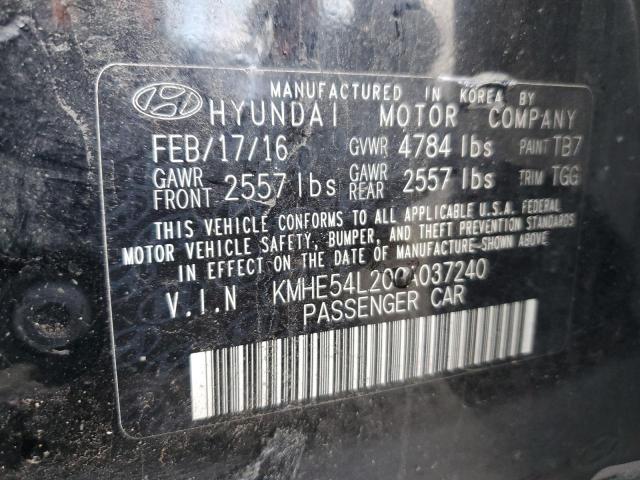 MANUFACTURED IN KOREA BY
HYUNDAI MOTOR COMPANY
FEB/17/16 GVWR 4784 lbs PAINT TB7
GAWR FRONT 2557 lbs GAWR REAR 2557 lbs TRIM TGG
THIS VEHICLE CONFORMS TO ALL APPLICABLE U.S.A. FEDERAL
MOTOR VEHICLE SAFETY, BUMPER, AND THEFT PREVENTION STANDARDS
IN EFFECT ON THE DATE OF MANUFACTURE SHOWN ABOVE
V.I.N
PASSENGER CAR